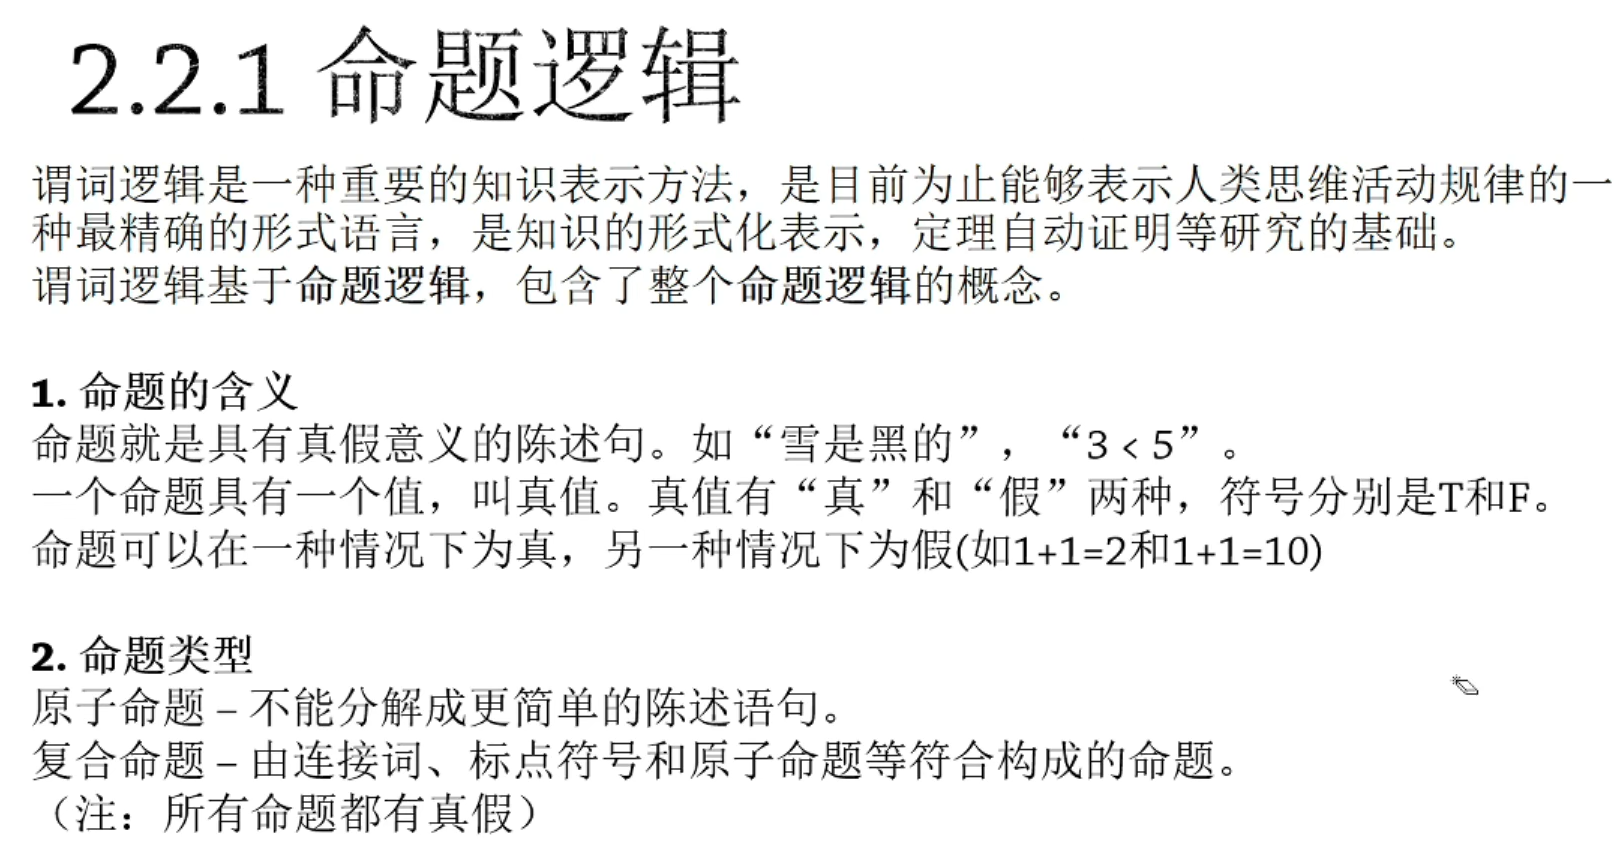 2.2.1 命题逻辑
谓词逻辑是一种重要的知识表示方法，是目前为止能够表示人类思维活动规律的一
种最精确的形式语言，是知识的形式化表示，定理自动证明等研究的基础。
谓词逻辑基于命题逻辑，包含了整个命题逻辑的概念。
1. 命题的含义
命题就是具有真假意义的陈述句。如“雪是黑的”，“3 < 5”。
一个命题具有一个值，叫真值。真值有“真”和“假”两种，符号分别是T和F。
命题可以在一种情况下为真，另一种情况下为假(如1+1=2和1+1=10)
2. 命题类型
原子命题 – 不能分解成更简单的陈述语句。
复合命题 – 由连接词、标点符号和原子命题等符合构成的命题。
（注：所有命题都有真假）